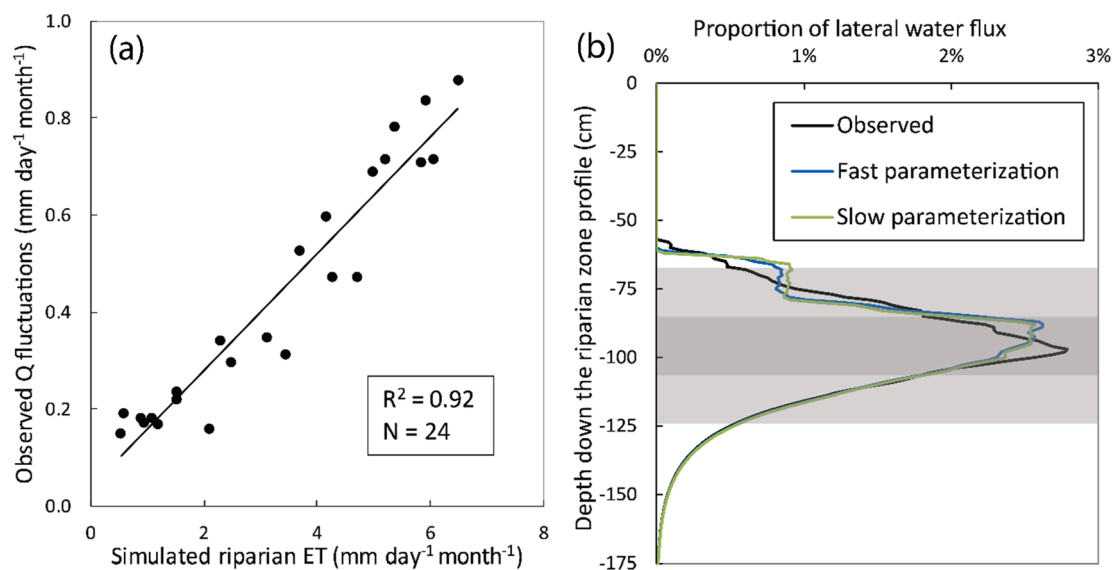 (a)
Observed Q fluctuations (mm day-1 month-1)
1.0
0.8
0.6
0.4
0.2
0.0
R2 = 0.92
N = 24
0 2 4 6 8
Simulated riparian ET (mm day-1 month-1)
(b)
Proportion of lateral water flux
0% 1% 2% 3%
Depth down the riparian zone profile (cm)
0
-25
-50
-75
-100
-125
-150
-175
Observed
Fast parameterization
Slow parameterization